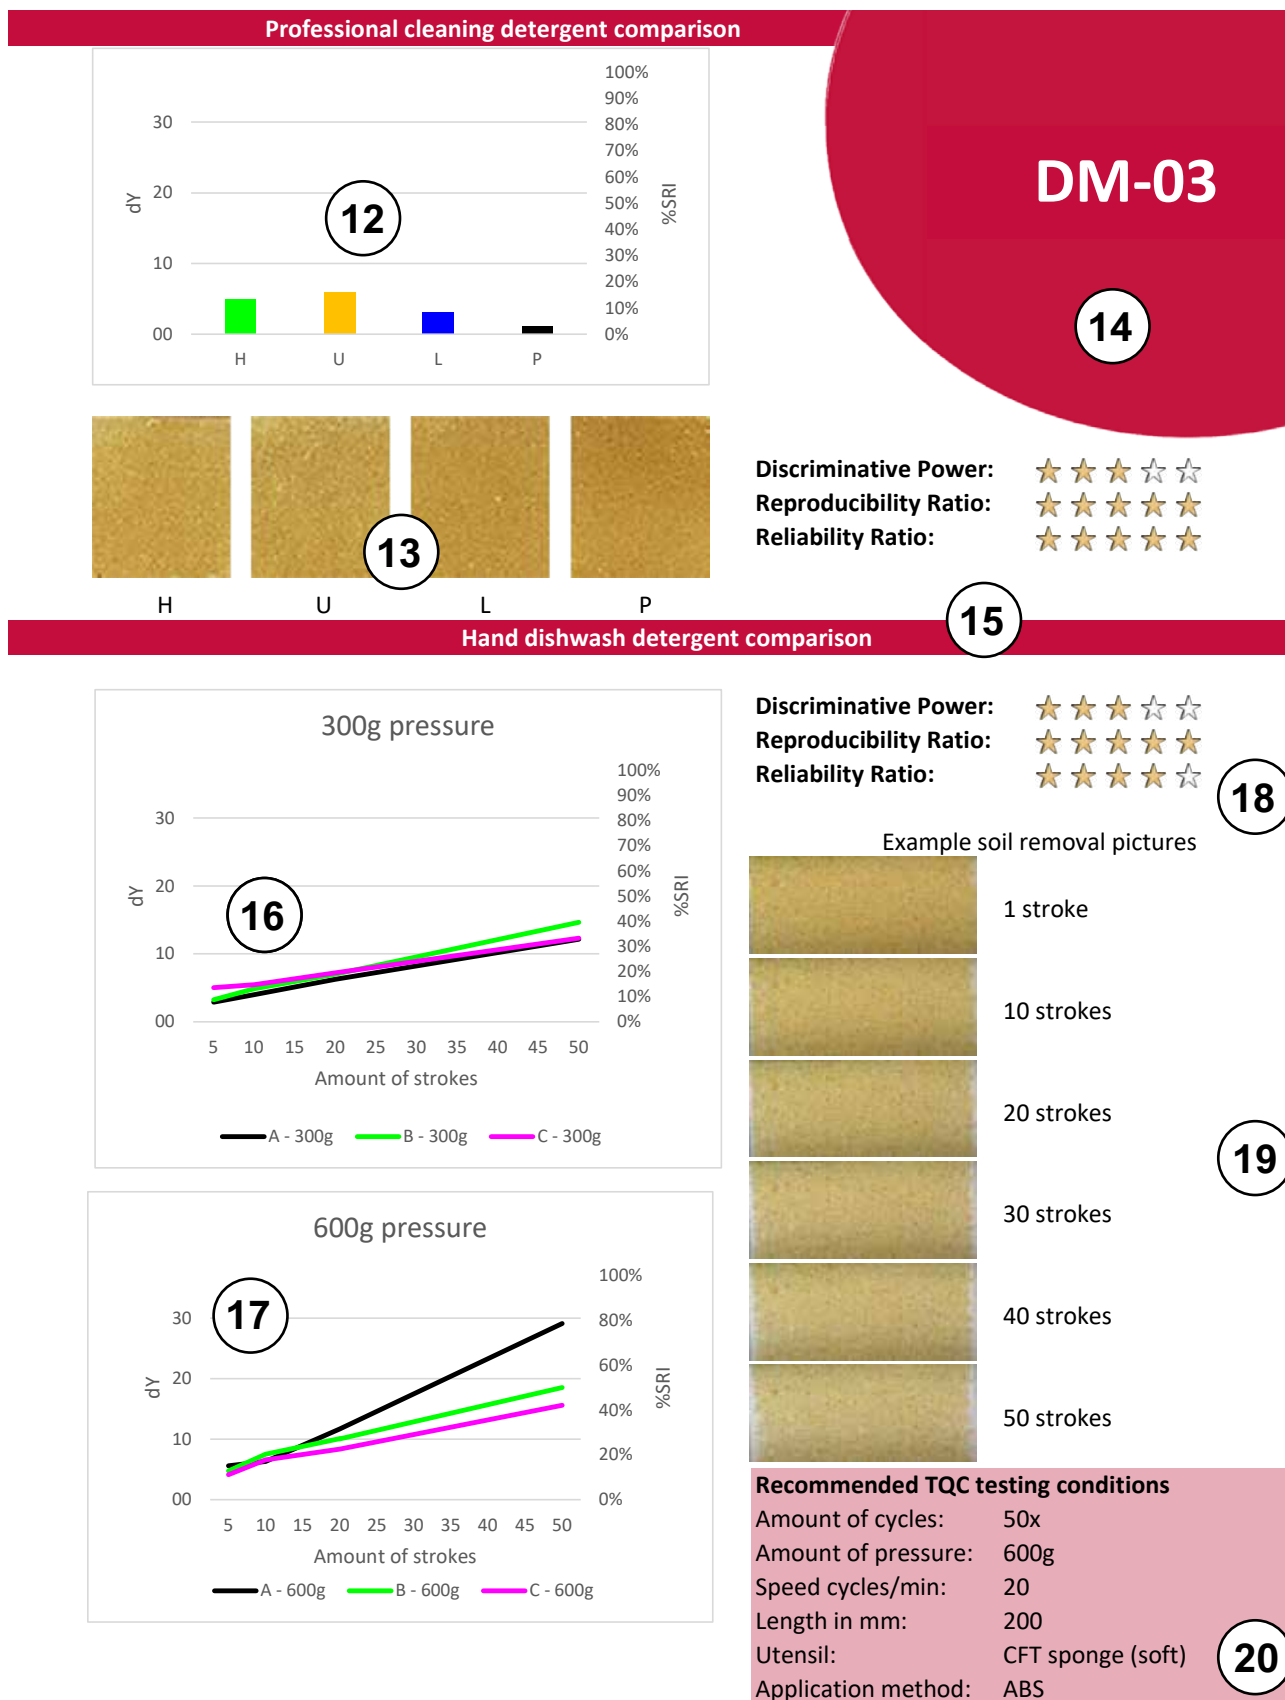 Professional cleaning detergent comparison
DM-03
14
100%
90%
80%
70%
60%
50%
40%
30%
20%
10%
0%
30
20
10
00
dY
%SRI
12
H U L P
13
H U L P
Discriminative Power:
Reproducibility Ratio:
Reliability Ratio:
15
Hand dishwash detergent comparison
300g pressure
100%
90%
80%
70%
60%
50%
40%
30%
20%
10%
0%
30
20
10
00
dY
%SRI
16
5 10 15 20 25 30 35 40 45 50
Amount of strokes
A - 300g B - 300g C - 300g
600g pressure
100%
80%
60%
40%
20%
0%
30
20
10
00
dY
%SRI
17
5 10 15 20 25 30 35 40 45 50
Amount of strokes
A - 600g B - 600g C - 600g
Discriminative Power:
Reproducibility Ratio:
Reliability Ratio:
18
Example soil removal pictures
1 stroke
10 strokes
20 strokes
19
30 strokes
40 strokes
50 strokes
Recommended TQC testing conditions
Amount of cycles: 50x
Amount of pressure: 600g
Speed cycles/min: 20
Length in mm: 200
Utensil: CFT sponge (soft)
20
Application method: ABS